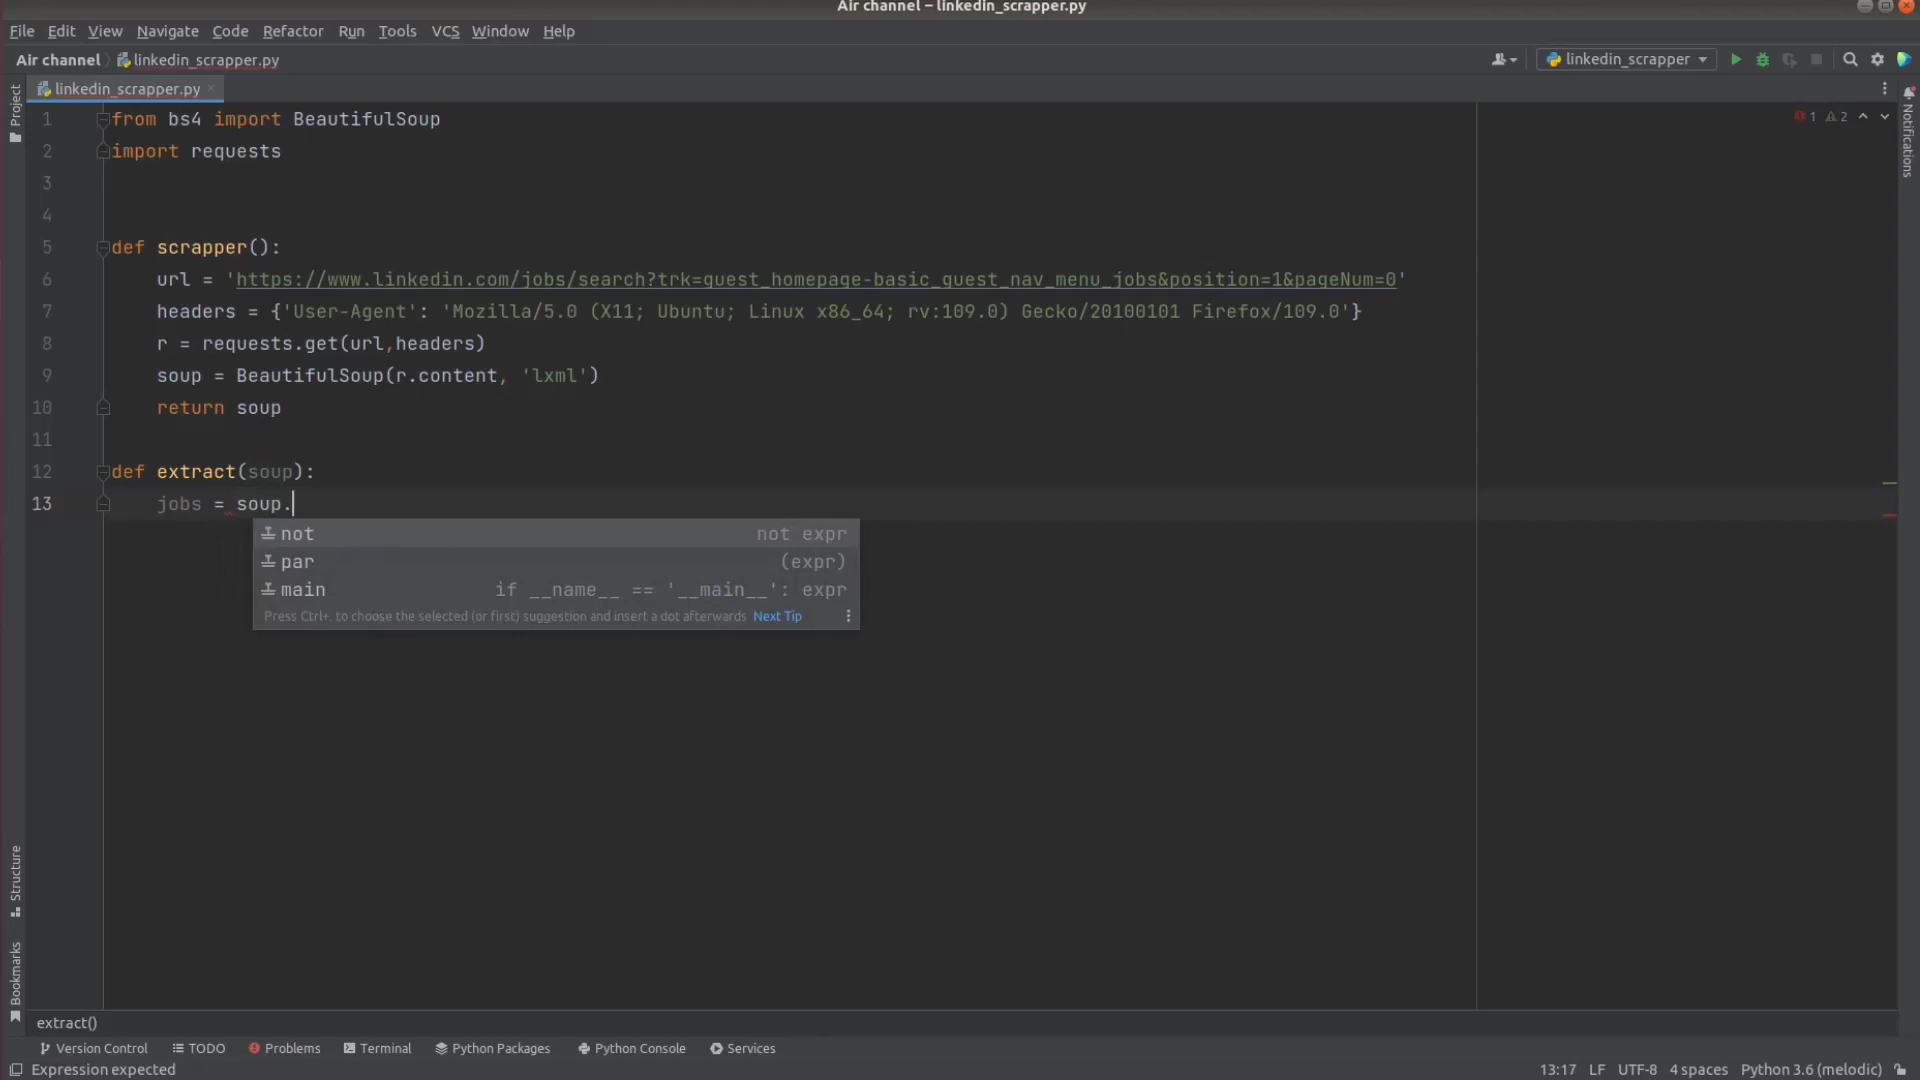 Air channel – linkedin_scrapper.py
File Edit View Navigate Code Refactor Run Tools VCS Window Help
Air channel linkedin_scrapper.py linkedin_scrapper
Project linkedin_scrapper.py Notifications
1 from bs4 import BeautifulSoup 1 2
2 import requests
3
4
5 def scrapper():
6 url = 'https://www.linkedin.com/jobs/search?trk=guest_homepage-basic_guest_nav_menu_jobs&position=1&pageNum=0'
7 headers = {'User-Agent': 'Mozilla/5.0 (X11; Ubuntu; Linux x86_64; rv:109.0) Gecko/20100101 Firefox/109.0'}
8 r = requests.get(url,headers)
9 soup = BeautifulSoup(r.content, 'lxml')
10 return soup
11
12 def extract(soup):
13 jobs = soup.
not not expr
par (expr)
main if __name__ == '__main__': expr
Press Ctrl+. to choose the selected (or first) suggestion and insert a dot afterwards Next Tip
Structure
Bookmarks
extract()
Version Control TODO Problems Terminal Python Packages Python Console Services
Expression expected 13:17 LF UTF-8 4 spaces Python 3.6 (melodic)